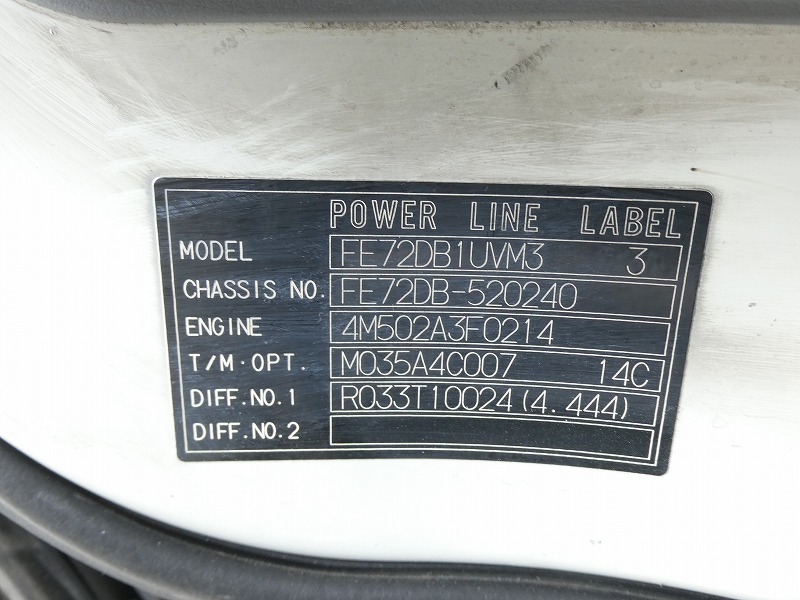 POWER LINE LABEL
MODEL FE72DB1UVM3 3
CHASSIS NO. FE72DB-520240
ENGINE 4M502A3F0214
T/M·OPT. M035A4C007 14C
DIFF.NO.1 R033T10024(4.444)
DIFF.NO.2